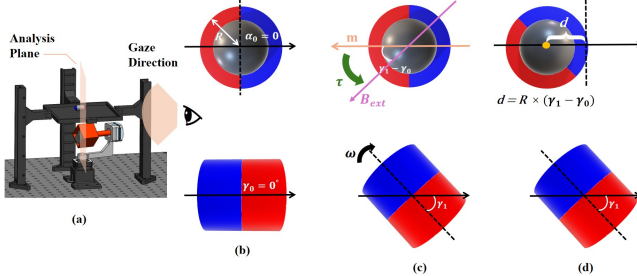 Analysis
Plane
Gaze
Direction
(a)
R
α₀ = 0
γ₀ = 0°
(b)
m
γ₁ − γ₀
τ
B_ext
ω
γ₁
(c)
d
d = R × (γ₁ − γ₀)
γ₁
(d)